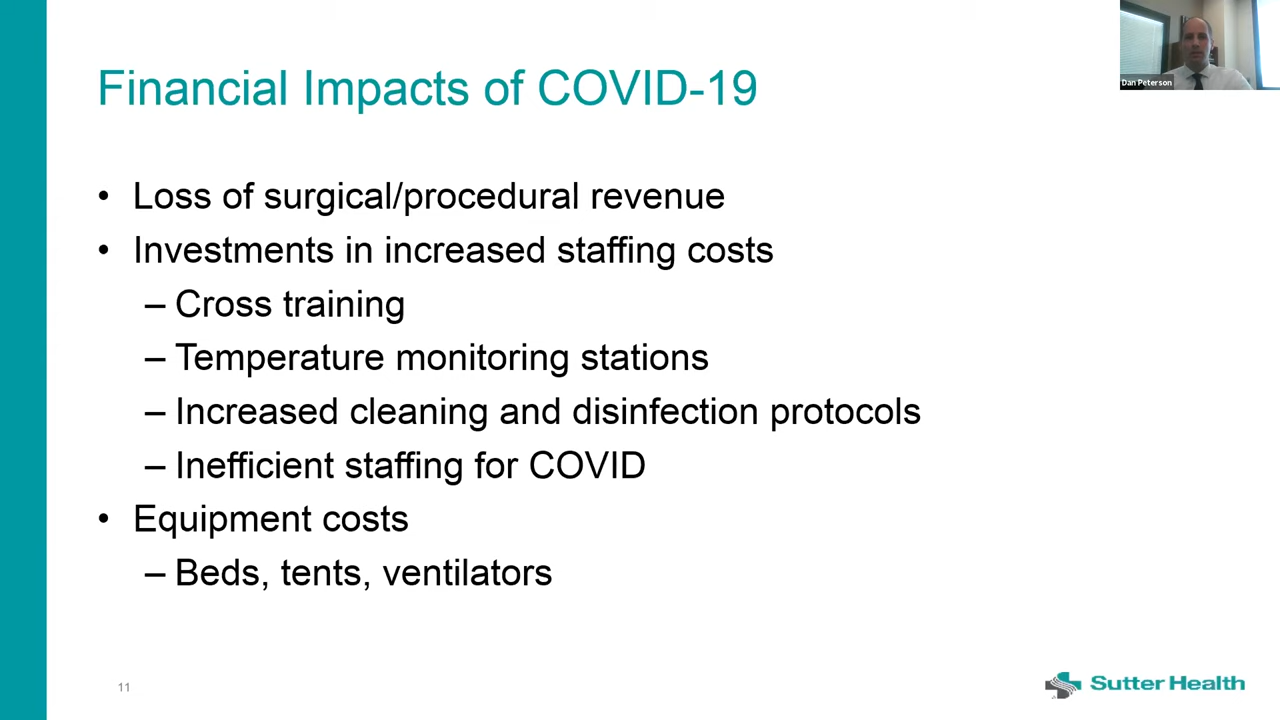 Dan Peterson
Financial Impacts of COVID-19
• Loss of surgical/procedural revenue
• Investments in increased staffing costs
– Cross training
– Temperature monitoring stations
– Increased cleaning and disinfection protocols
– Inefficient staffing for COVID
• Equipment costs
– Beds, tents, ventilators
11
Sutter Health